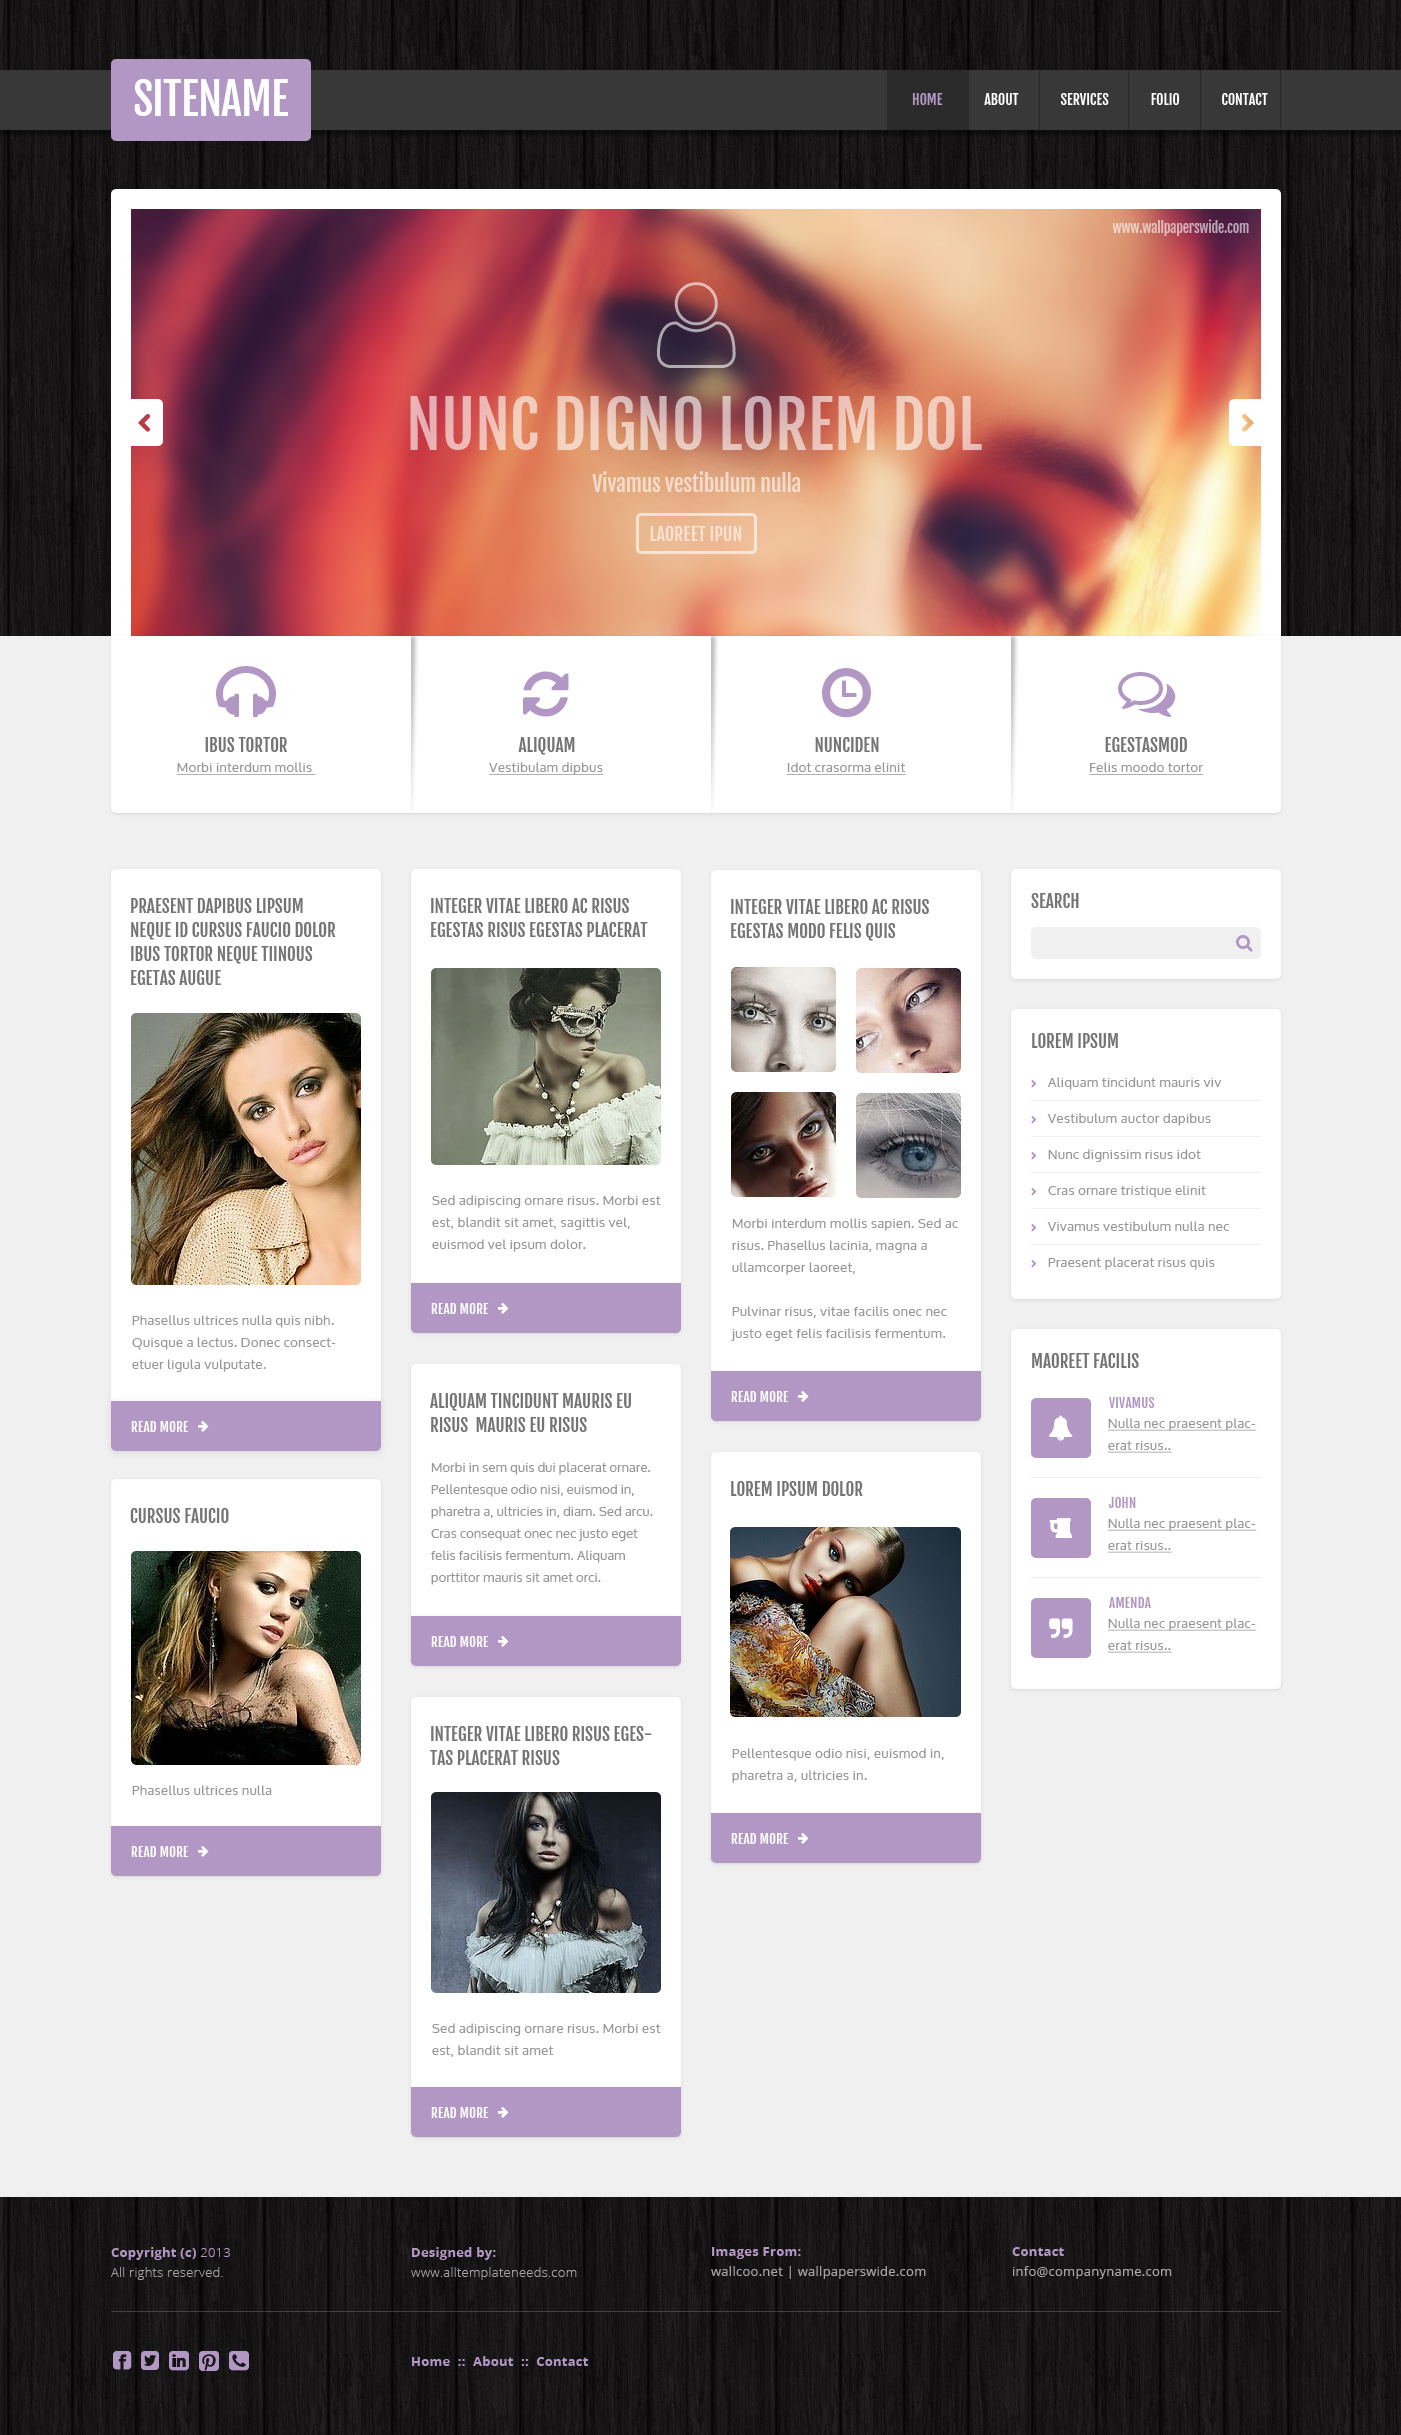 SITENAME
HOME
ABOUT
SERVICES
FOLIO
CONTACT
www.wallpaperswide.com
NUNC DIGNO LOREM DOL
Vivamus vestibulum nulla
LAOREET IPUN
IBUS TORTOR
Morbi interdum mollis
ALIQUAM
Vestibulam dipbus
NUNCIDEN
Idot crasorma elinit
EGESTASMOD
Felis moodo tortor
PRAESENT DAPIBUS LIPSUM
NEQUE ID CURSUS FAUCIO DOLOR
IBUS TORTOR NEQUE TIINOUS
EGETAS AUGUE
Phasellus ultrices nulla quis nibh.
Quisque a lectus. Donec consect-
etuer ligula vulputate.
READ MORE
CURSUS FAUCIO
Phasellus ultrices nulla
READ MORE
INTEGER VITAE LIBERO AC RISUS
EGESTAS RISUS EGESTAS PLACERAT
Sed adipiscing ornare risus. Morbi est
est, blandit sit amet, sagittis vel,
euismod vel ipsum dolor.
READ MORE
ALIQUAM TINCIDUNT MAURIS EU
RISUS MAURIS EU RISUS
Morbi in sem quis dui placerat ornare.
Pellentesque odio nisi, euismod in,
pharetra a, ultricies in, diam. Sed arcu.
Cras consequat onec nec justo eget
felis facilisis fermentum. Aliquam
porttitor mauris sit amet orci.
READ MORE
INTEGER VITAE LIBERO RISUS EGES-
TAS PLACERAT RISUS
Sed adipiscing ornare risus. Morbi est
est, blandit sit amet
READ MORE
INTEGER VITAE LIBERO AC RISUS
EGESTAS MODO FELIS QUIS
Morbi interdum mollis sapien. Sed ac
risus. Phasellus lacinia, magna a
ullamcorper laoreet,
Pulvinar risus, vitae facilis onec nec
justo eget felis facilisis fermentum.
READ MORE
LOREM IPSUM DOLOR
Pellentesque odio nisi, euismod in,
pharetra a, ultricies in.
READ MORE
SEARCH
LOREM IPSUM
Aliquam tincidunt mauris viv
Vestibulum auctor dapibus
Nunc dignissim risus idot
Cras ornare tristique elinit
Vivamus vestibulum nulla nec
Praesent placerat risus quis
MAOREET FACILIS
VIVAMUS
Nulla nec praesent plac-
erat risus..
JOHN
Nulla nec praesent plac-
erat risus..
AMENDA
Nulla nec praesent plac-
erat risus..
Copyright (c) 2013
All rights reserved.
Designed by:
www.alltemplateneeds.com
Images From:
wallcoo.net | wallpaperswide.com
Contact
info@companyname.com
Home :: About :: Contact